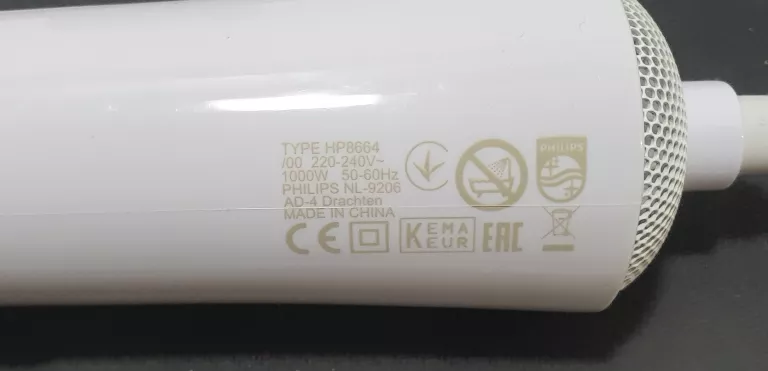 TYPE HP8664
/00 220-240V~
1000W 50-60Hz
PHILIPS NL-9206
AD-4 Drachten
MADE IN CHINA
PHILIPS
CE
KEMA
KEUR
EAC